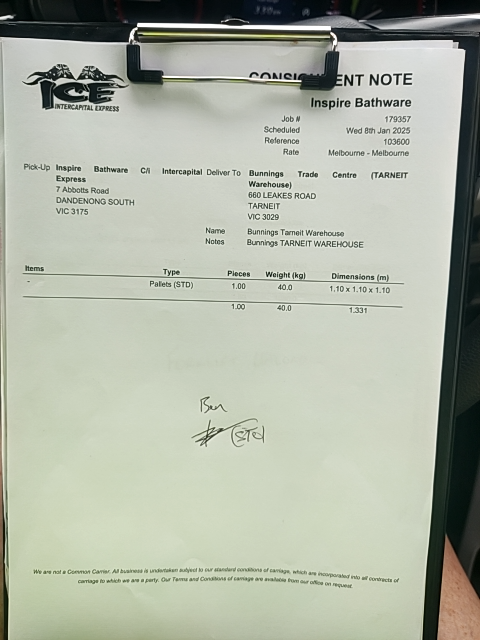 CONSIGNMENT NOTE
ICE
INTERCAPITAL EXPRESS
Inspire Bathware
Job # 179357
Scheduled Wed 8th Jan 2025
Reference 103600
Rate Melbourne - Melbourne
Pick-Up Inspire Bathware C/i Intercapital Express
7 Abbotts Road
DANDENONG SOUTH
VIC 3175
Deliver To Bunnings Trade Centre (TARNEIT
Warehouse)
660 LEAKES ROAD
TARNEIT
VIC 3029
Name Bunnings Tarneit Warehouse
Notes Bunnings TARNEIT WAREHOUSE
Items Type Pieces Weight (kg) Dimensions (m)
- Pallets (STD) 1.00 40.0 1.10 x 1.10 x 1.10
1.00 40.0 1.331
Ben
We are not a Common Carrier. All business is undertaken subject to our standard conditions of carriage, which are incorporated into all contracts of
carriage to which we are a party. Our Terms and Conditions of carriage are available from our office on request.